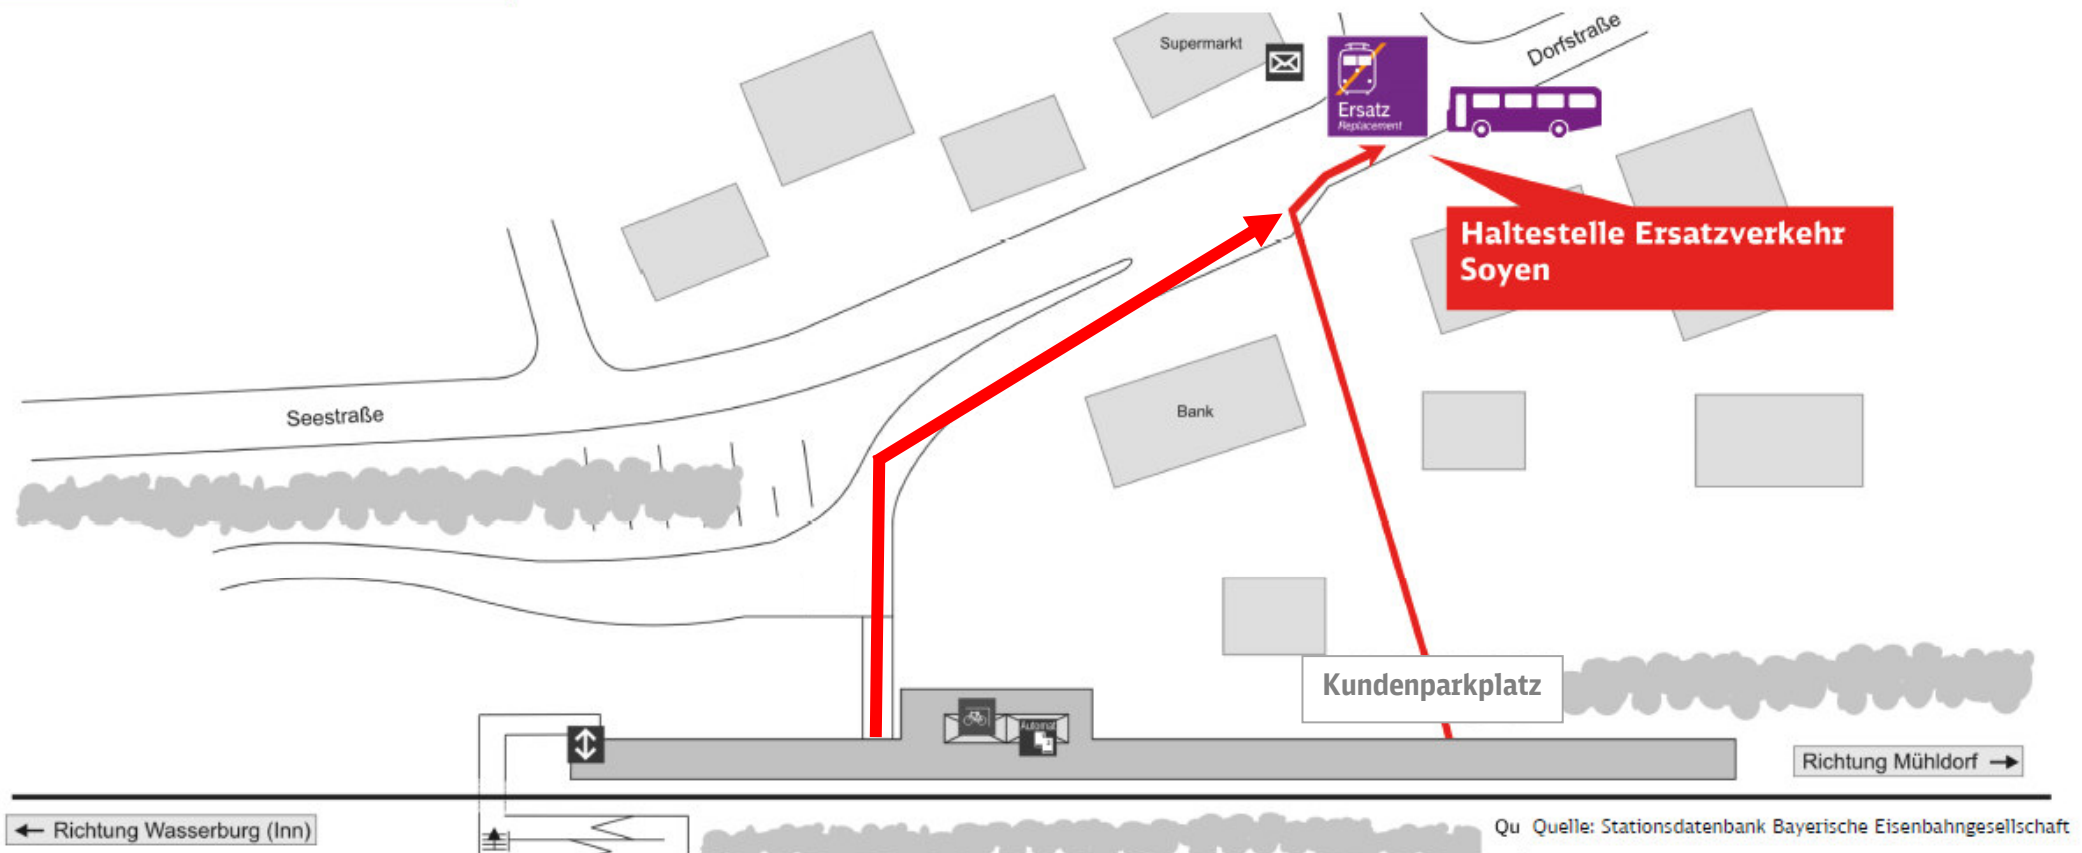 Supermarkt
Dorfstraße
Ersatz
Replacement
Haltestelle Ersatzverkehr
Soyen
Seestraße
Bank
Kundenparkplatz
Automat
Richtung Mühldorf
Richtung Wasserburg (Inn)
Qu Quelle: Stationsdatenbank Bayerische Eisenbahngesellschaft